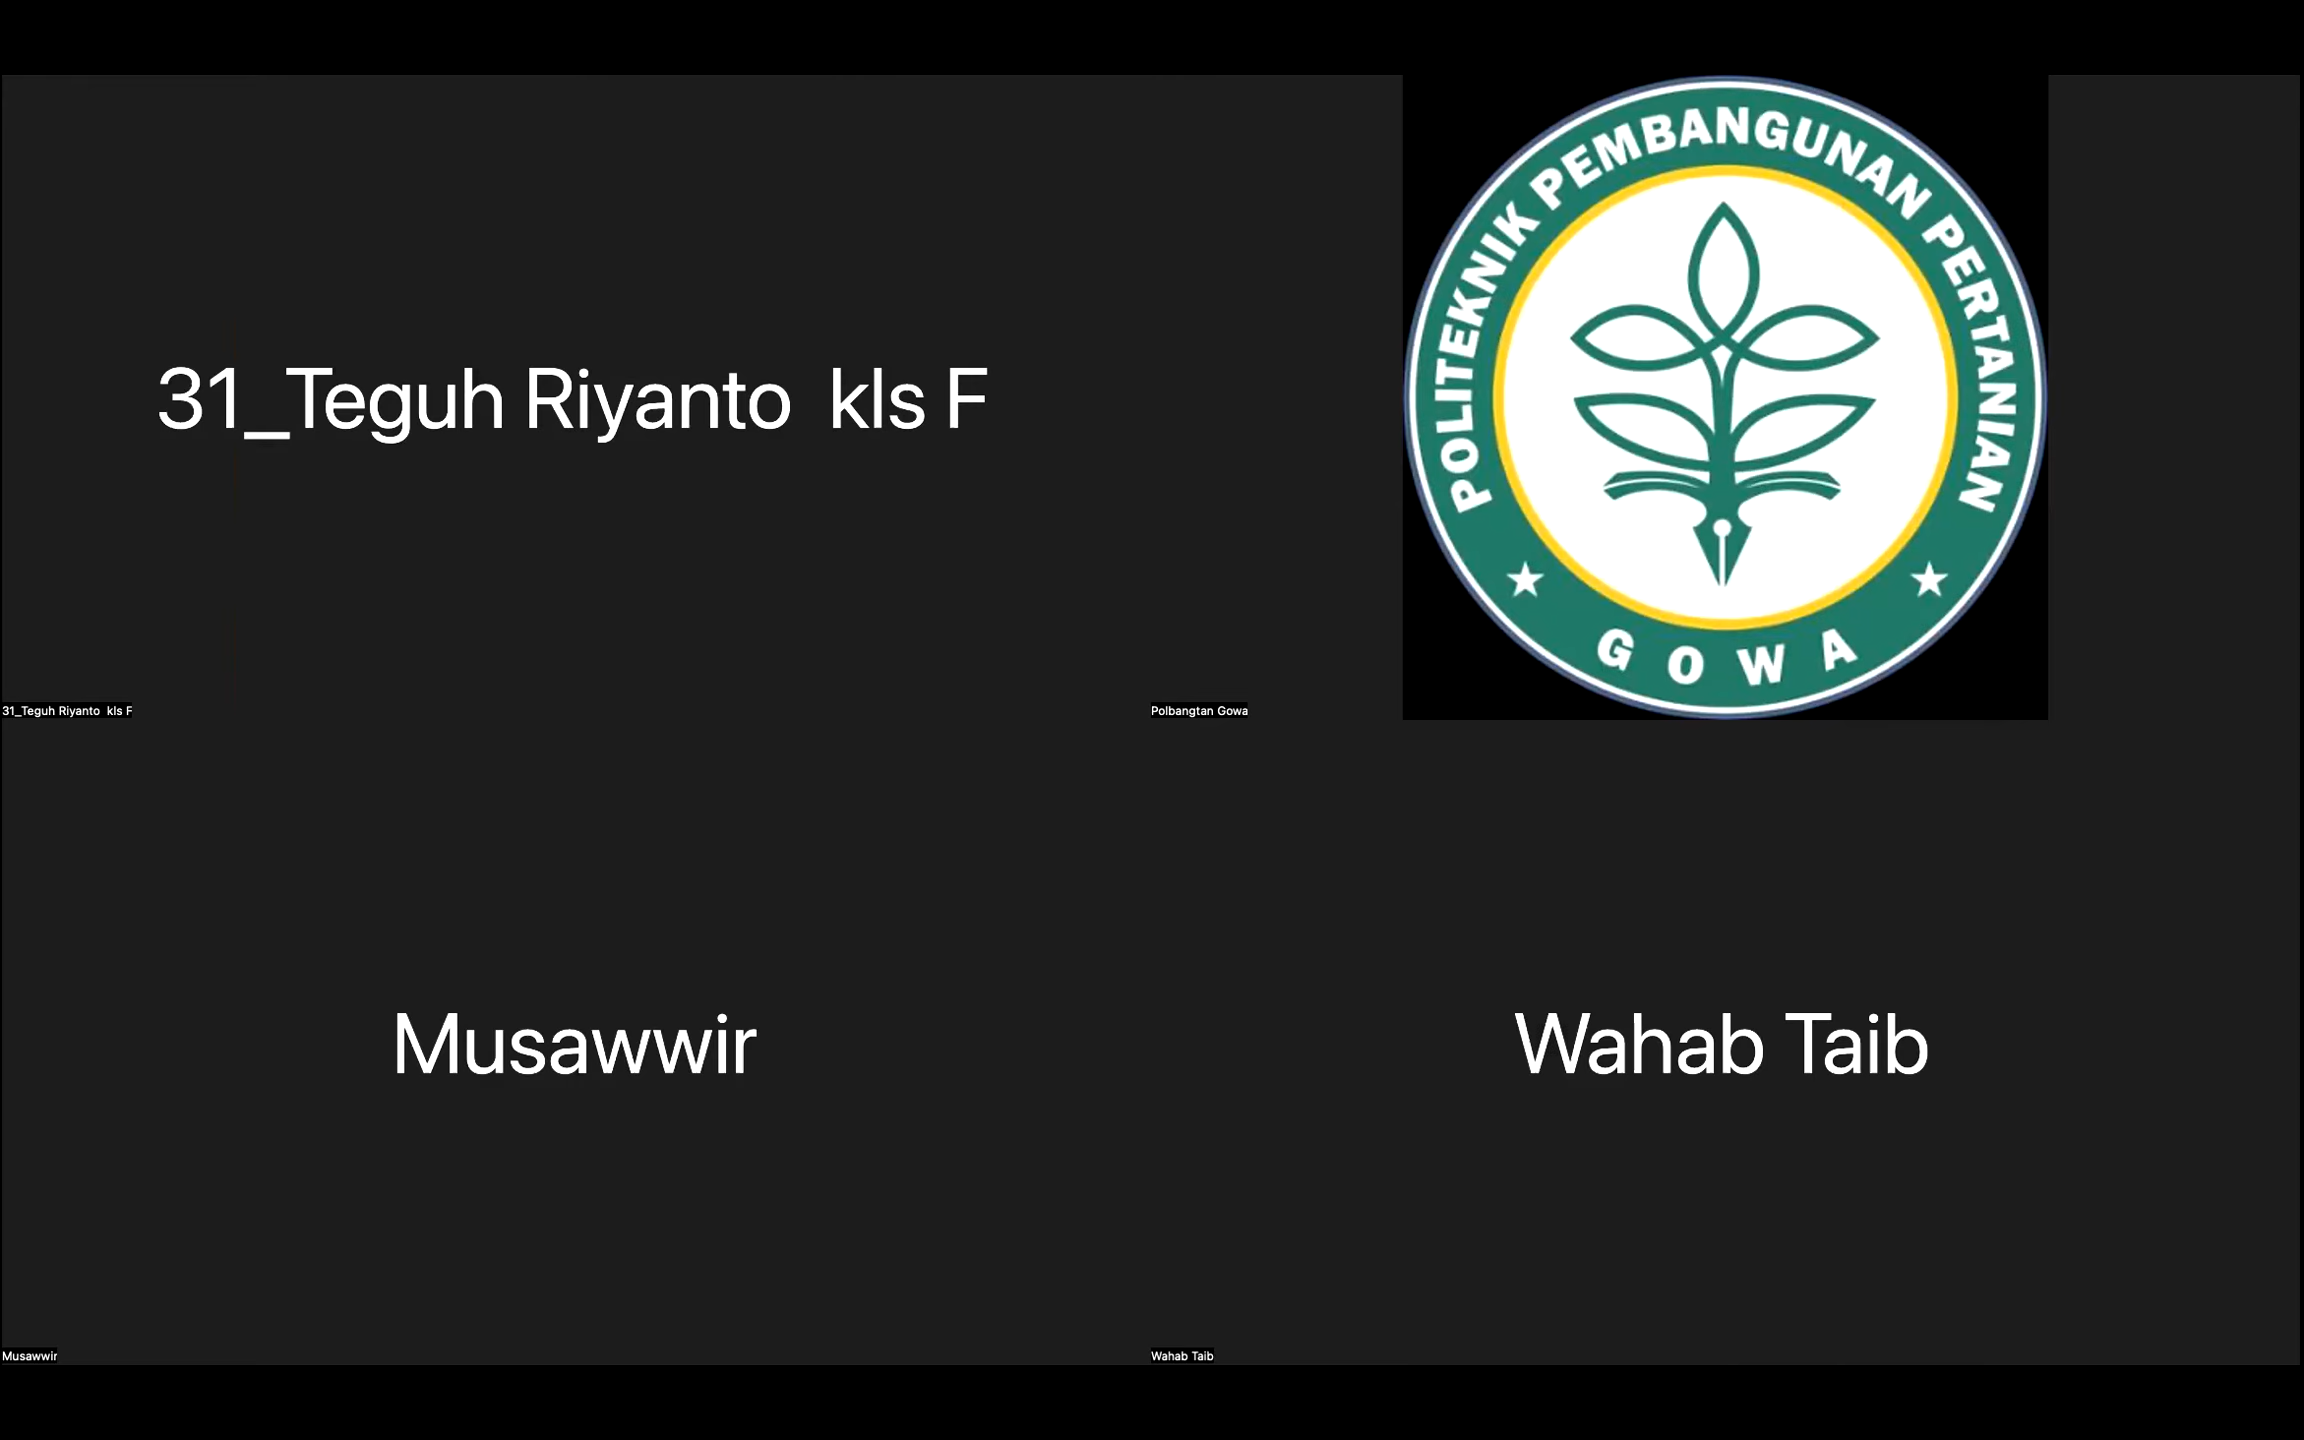 31_Teguh Riyanto  kls F
POLITEKNIK PEMBANGUNAN PERTANIAN
GOWA
31_Teguh Riyanto  kls F
Polbangtan Gowa
Musawwir
Wahab Taib
Musawwir
Wahab Taib